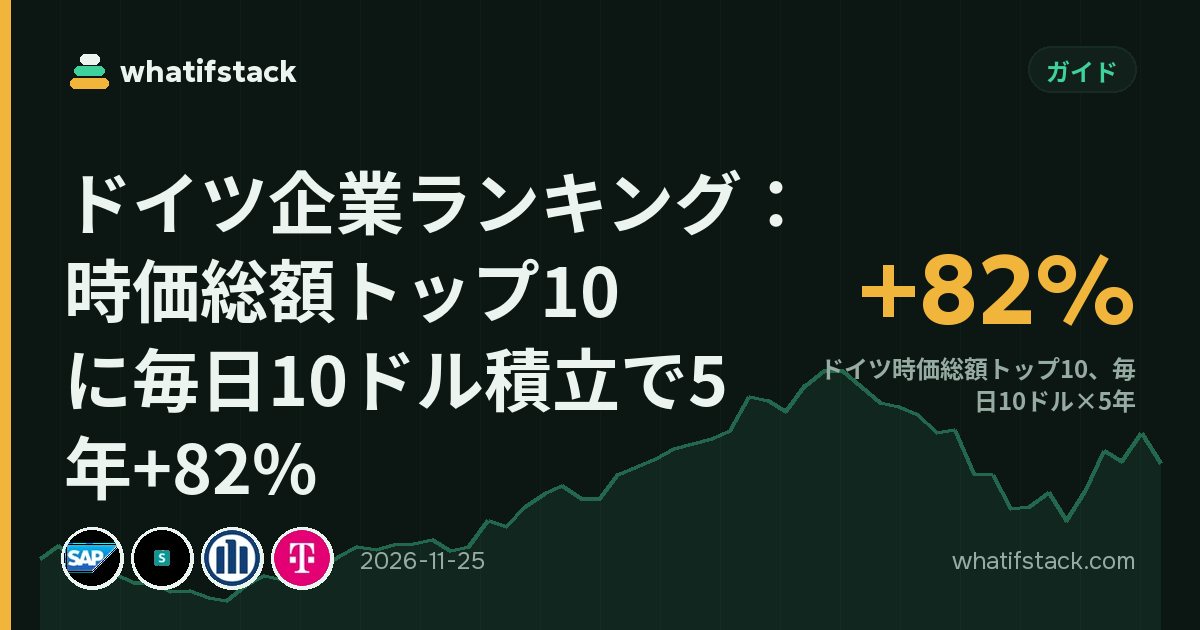 whatifstack
ガイド
ドイツ企業ランキング：
時価総額トップ10
に毎日10ドル積立で5
年+82%
+82%
ドイツ時価総額トップ10、毎
日10ドル×5年
SAP
S
T
2026-11-25
whatifstack.com